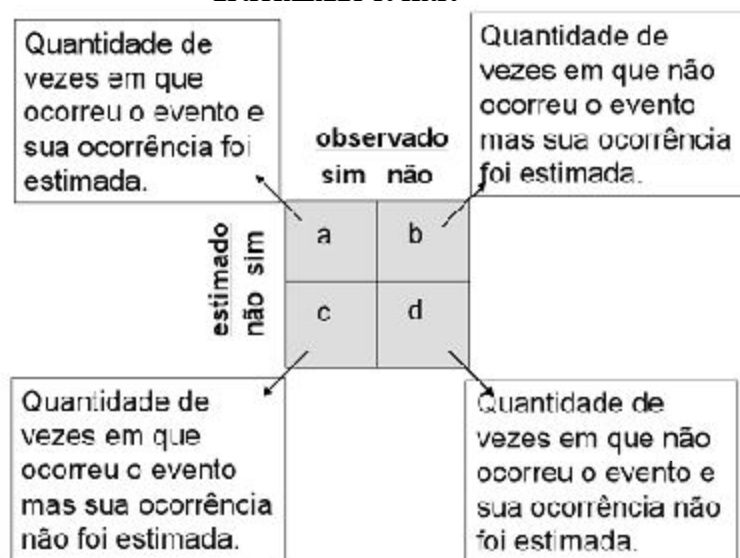 Quantidade de
vezes em que
ocorreu o evento e
sua ocorrência foi
estimada.
Quantidade de
vezes em que não
ocorreu o evento
mas sua ocorrência
foi estimada.
observado
sim não
estimado
não sim
a b
c d
Quantidade de
vezes em que
ocorreu o evento
mas sua ocorrência
não foi estimada.
Quantidade de
vezes em que não
ocorreu o evento e
sua ocorrência não
foi estimada.